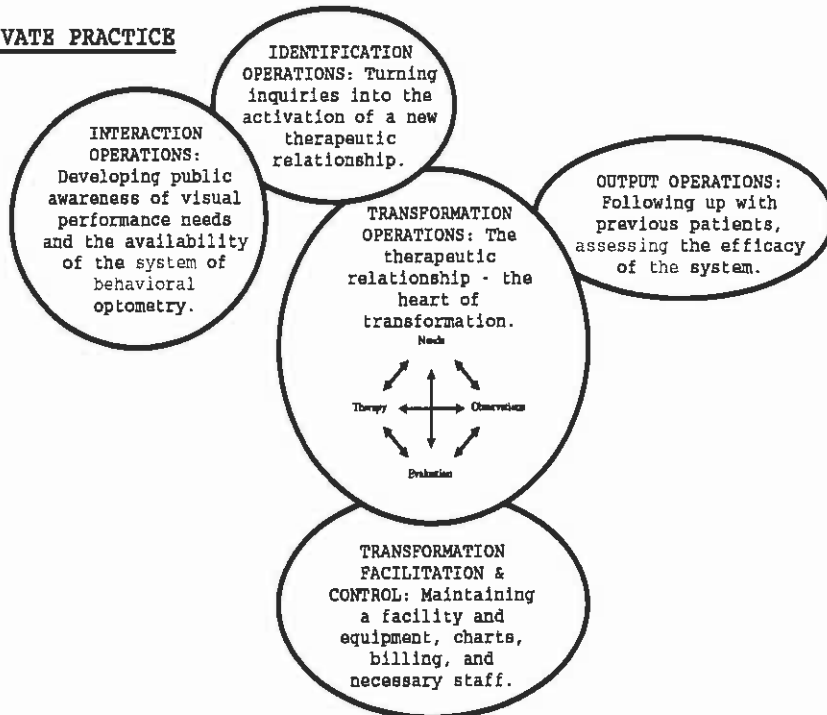 VATE PRACTICE
IDENTIFICATION
OPERATIONS: Turning
inquiries into the
activation of a new
therapeutic
relationship.
INTERACTION
OPERATIONS:
Developing public
awareness of visual
performance needs
and the availability
of the system of
behavioral
optometry.
OUTPUT OPERATIONS:
Following up with
previous patients,
assessing the efficacy
of the system.
TRANSFORMATION
OPERATIONS: The
therapeutic
relationship - the
heart of
transformation.
Needs
Therapy
Observations
Evaluation
TRANSFORMATION
FACILITATION &
CONTROL: Maintaining
a facility and
equipment, charts,
billing, and
necessary staff.